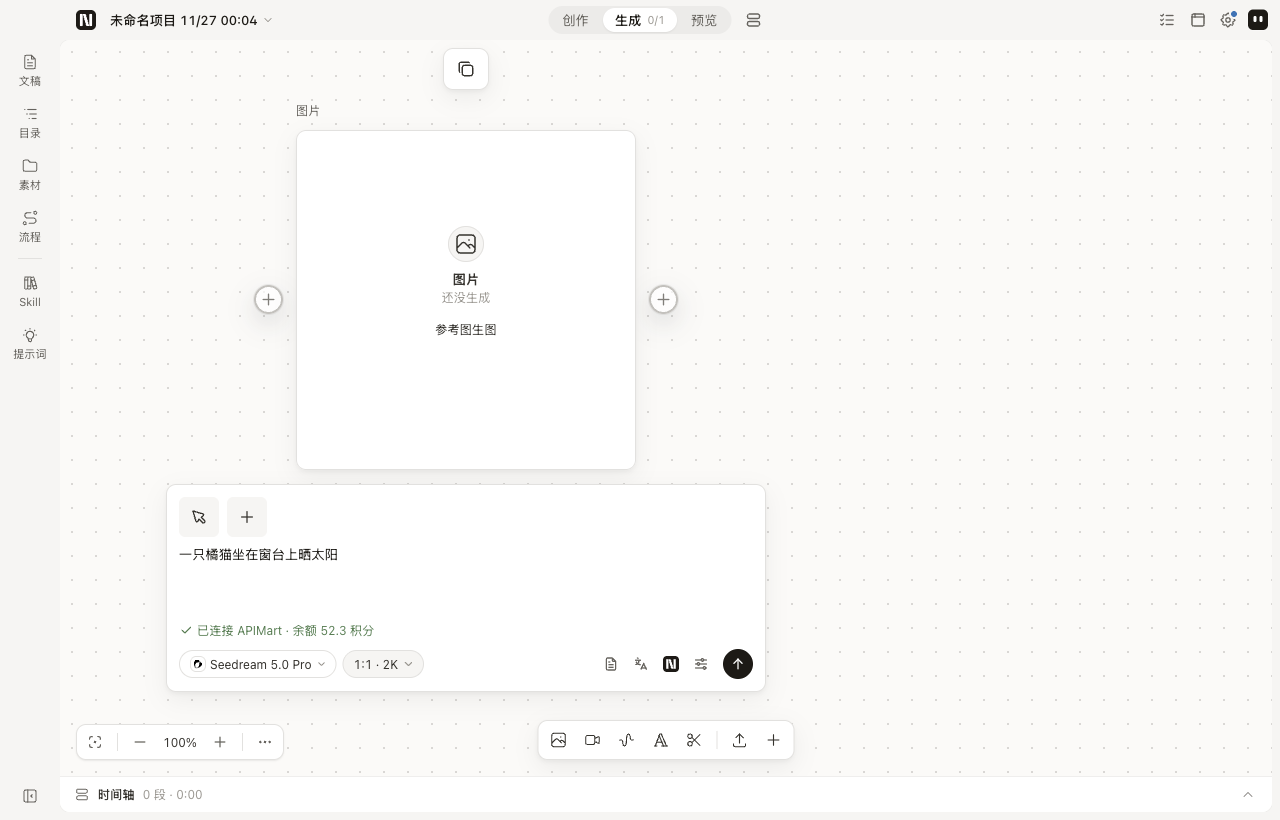 未命名项目 11/27 00:04
创作
生成 0/1
预览
文稿
目录
素材
流程
Skill
提示词
图片
图片
还没生成
参考图生图
一只橘猫坐在窗台上晒太阳
已连接 APIMart · 余额 52.3 积分
Seedream 5.0 Pro
1:1 · 2K
100%
时间轴 0 段 · 0:00